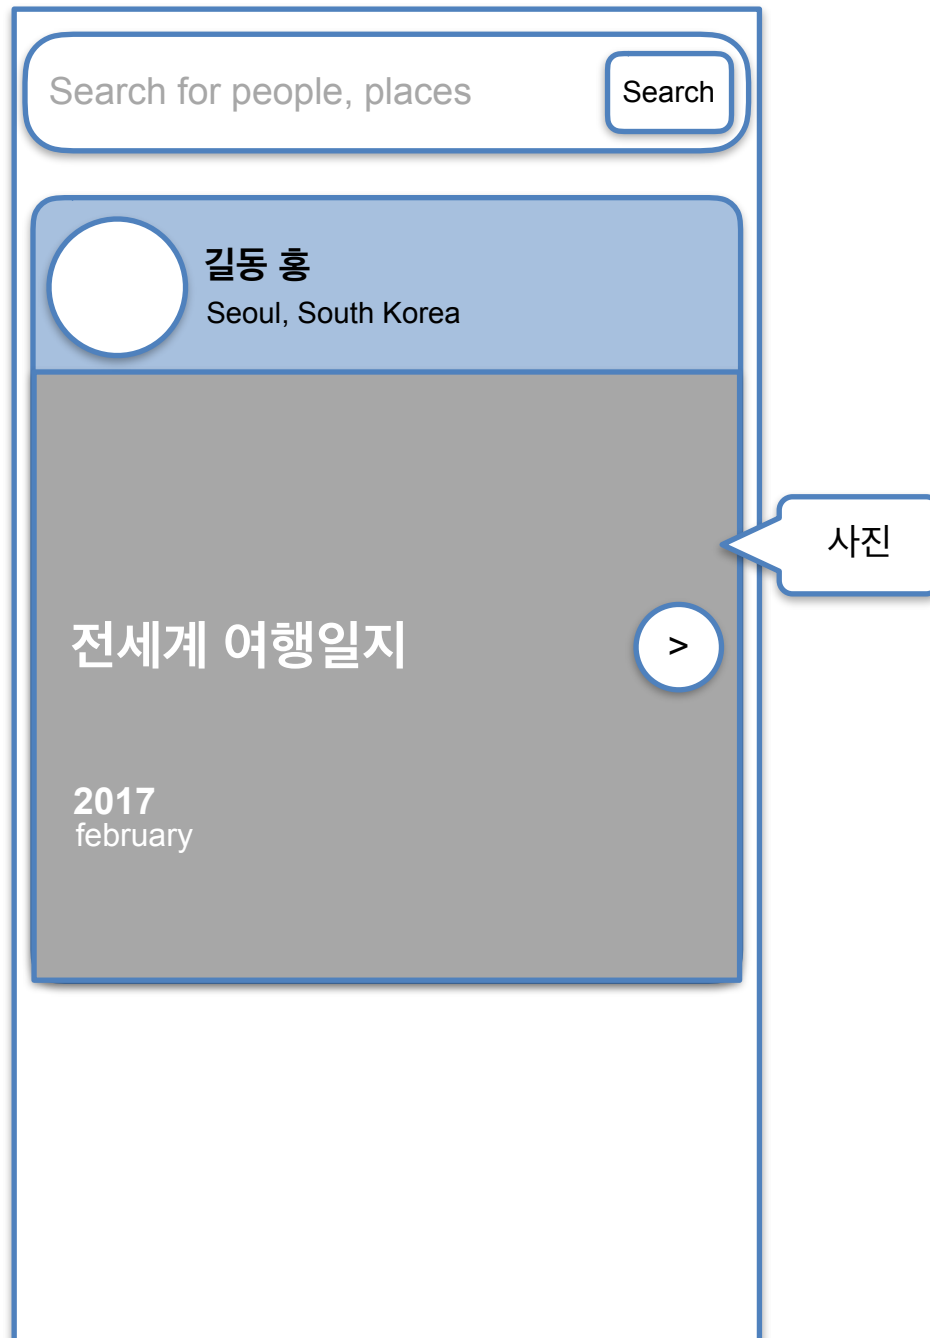 Search for people, places
Search
길동 홍
Seoul, South Korea
사진
전세계 여행일지
>
2017
february